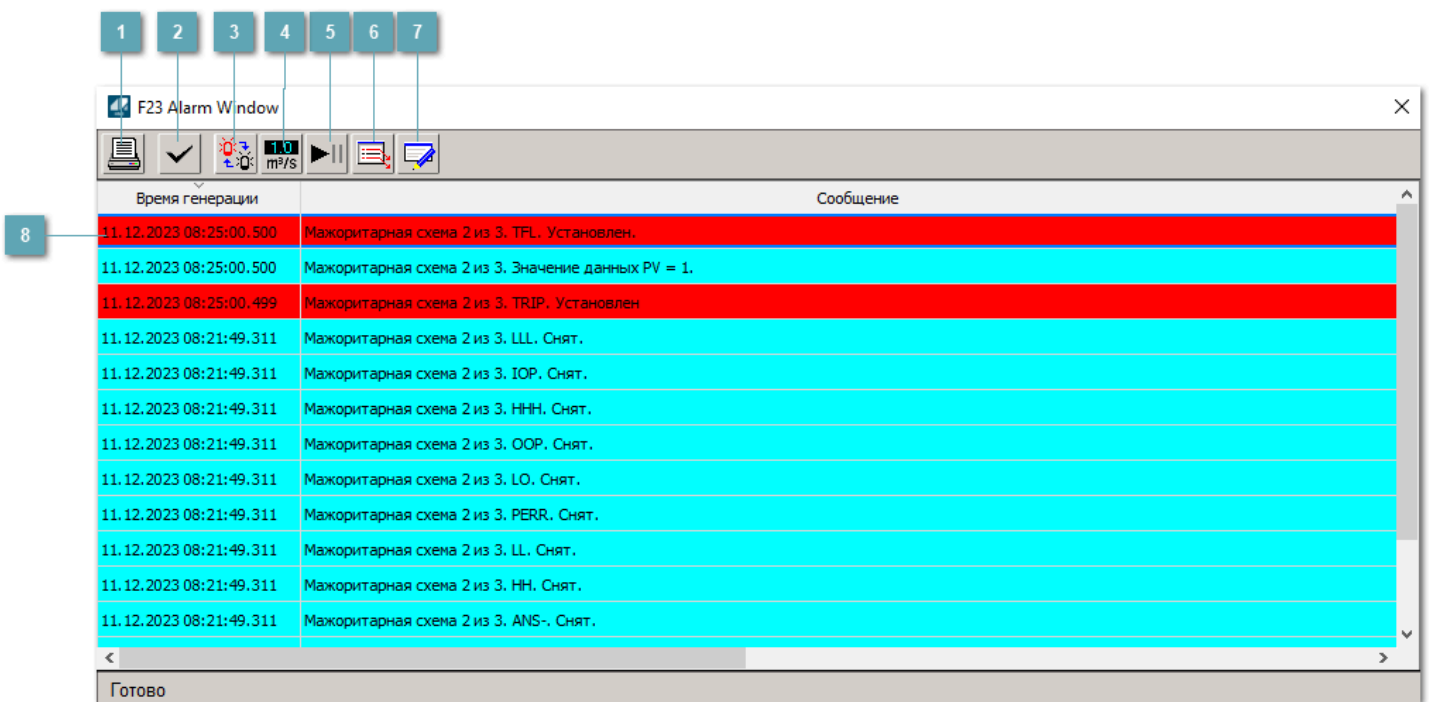 1 2 3 4 5 6 7
F23 Alarm Window
1.0
m³/s
Время генерации Сообщение
8
11.12.2023 08:25:00.500 Мажоритарная схема 2 из 3. TFL. Установлен.
11.12.2023 08:25:00.500 Мажоритарная схема 2 из 3. Значение данных PV = 1.
11.12.2023 08:25:00.499 Мажоритарная схема 2 из 3. TRIP. Установлен
11.12.2023 08:21:49.311 Мажоритарная схема 2 из 3. LLL. Снят.
11.12.2023 08:21:49.311 Мажоритарная схема 2 из 3. IOP. Снят.
11.12.2023 08:21:49.311 Мажоритарная схема 2 из 3. HHH. Снят.
11.12.2023 08:21:49.311 Мажоритарная схема 2 из 3. OOP. Снят.
11.12.2023 08:21:49.311 Мажоритарная схема 2 из 3. LO. Снят.
11.12.2023 08:21:49.311 Мажоритарная схема 2 из 3. PERR. Снят.
11.12.2023 08:21:49.311 Мажоритарная схема 2 из 3. LL. Снят.
11.12.2023 08:21:49.311 Мажоритарная схема 2 из 3. HH. Снят.
11.12.2023 08:21:49.311 Мажоритарная схема 2 из 3. ANS-. Снят.
Готово